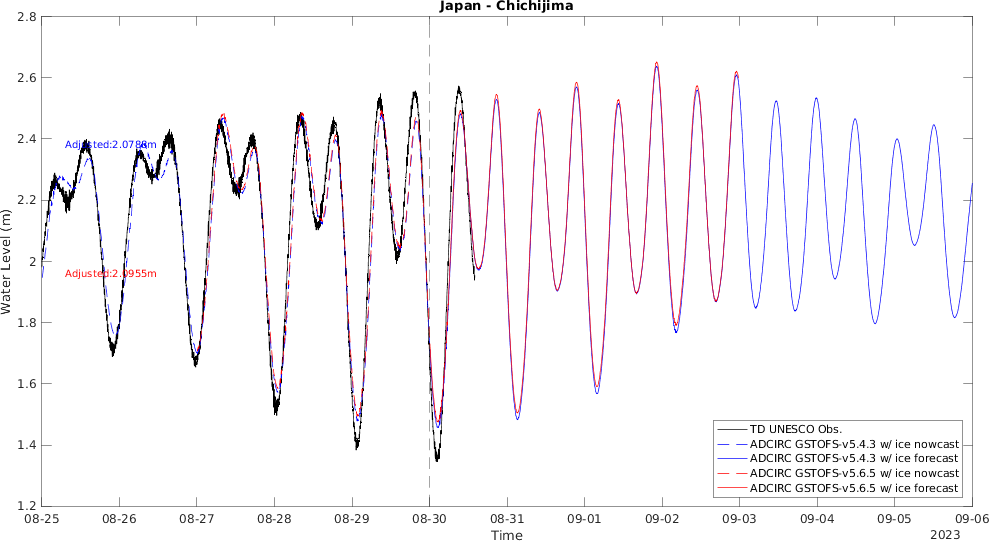 Japan - Chichijima
2.8
2.6
2.4
2.2
2
1.8
1.6
1.4
1.2
Water Level (m)
Adjusted:2.0788m
Adjusted:2.0955m
TD UNESCO Obs.
ADCIRC GSTOFS-v5.4.3 w/ ice nowcast
ADCIRC GSTOFS-v5.4.3 w/ ice forecast
ADCIRC GSTOFS-v5.6.5 w/ ice nowcast
ADCIRC GSTOFS-v5.6.5 w/ ice forecast
08-25 08-26 08-27 08-28 08-29 08-30 08-31 09-01 09-02 09-03 09-04 09-05 09-06
Time
2023